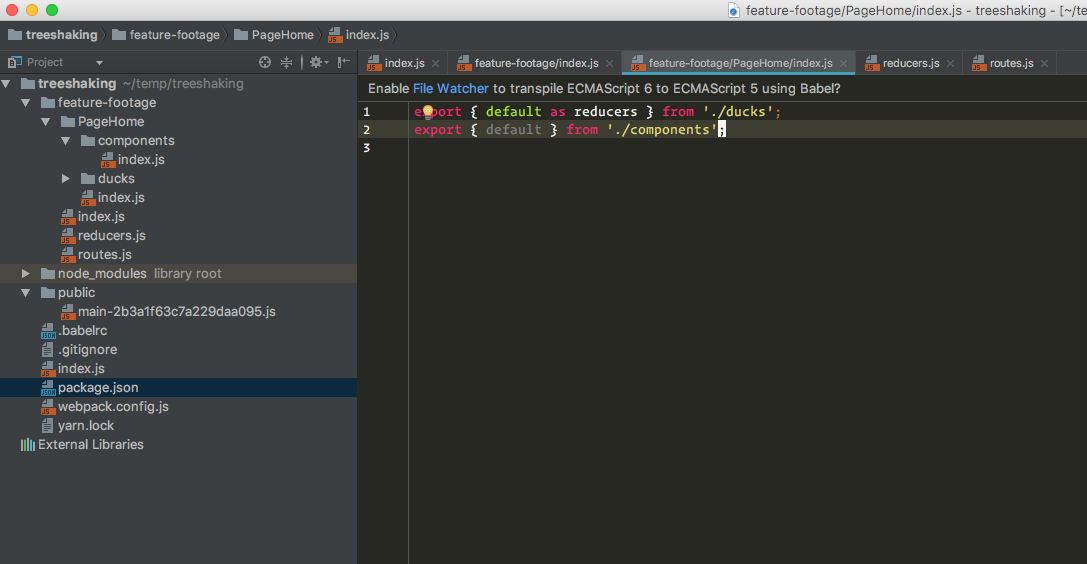 feature-footage/PageHome/index.js - treeshaking - [~/te
treeshaking feature-footage PageHome index.js
Project
index.js feature-footage/index.js feature-footage/PageHome/index.js reducers.js routes.js
Enable File Watcher to transpile ECMAScript 6 to ECMAScript 5 using Babel?
treeshaking ~/temp/treeshaking
feature-footage
PageHome
components
index.js
ducks
index.js
index.js
reducers.js
routes.js
node_modules library root
public
main-2b3a1f63c7a229daa095.js
.babelrc
.gitignore
index.js
package.json
webpack.config.js
yarn.lock
External Libraries
1 export { default as reducers } from './ducks';
2 export { default } from './components';
3